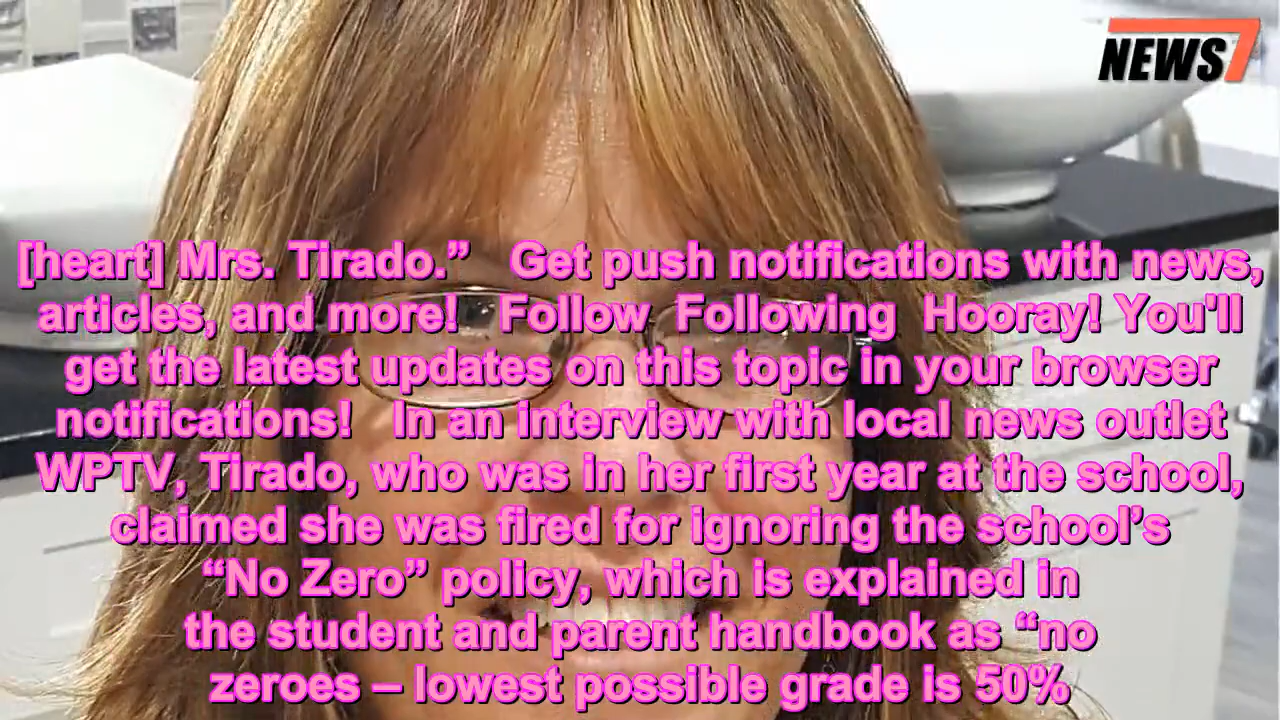 NEWS7
[heart] Mrs. Tirado.” Get push notifications with news,
articles, and more! Follow Following Hooray! You'll
get the latest updates on this topic in your browser
notifications! In an interview with local news outlet
WPTV, Tirado, who was in her first year at the school,
claimed she was fired for ignoring the school’s
“No Zero” policy, which is explained in
the student and parent handbook as “no
zeroes – lowest possible grade is 50%